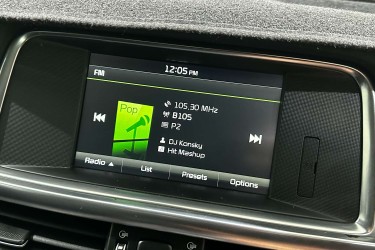 12:05 PM
FM
Pop
105.30 MHz
B105
P2
DJ Konsky
Hit Mashup
Radio List Presets Options